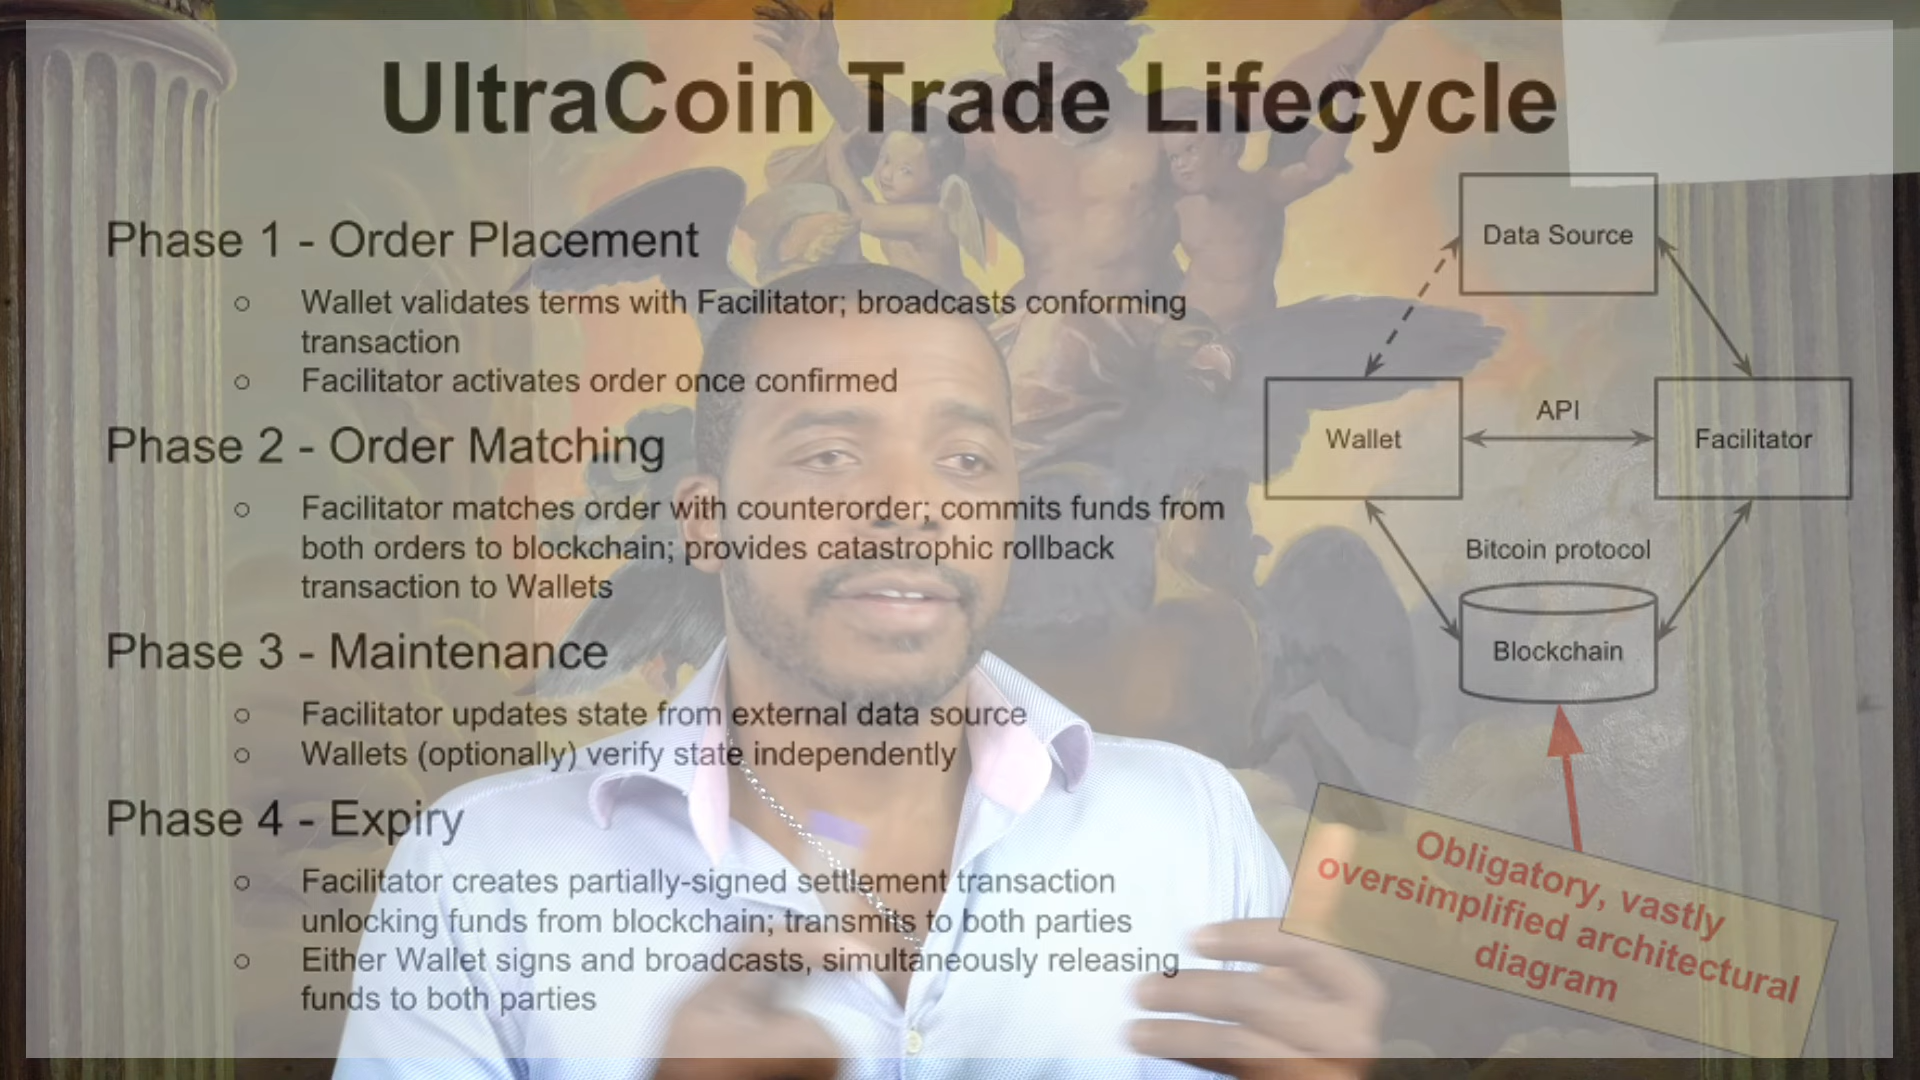 UltraCoin Trade Lifecycle
Phase 1 - Order Placement
○ Wallet validates terms with Facilitator; broadcasts conforming
transaction
○ Facilitator activates order once confirmed
Phase 2 - Order Matching
○ Facilitator matches order with counterorder; commits funds from
both orders to blockchain; provides catastrophic rollback
transaction to Wallets
Phase 3 - Maintenance
○ Facilitator updates state from external data source
○ Wallets (optionally) verify state independently
Phase 4 - Expiry
○ Facilitator creates partially-signed settlement transaction
unlocking funds from blockchain; transmits to both parties
○ Either Wallet signs and broadcasts, simultaneously releasing
funds to both parties
Data Source
API
Wallet
Facilitator
Bitcoin protocol
Blockchain
Obligatory, vastly
oversimplified architectural
diagram